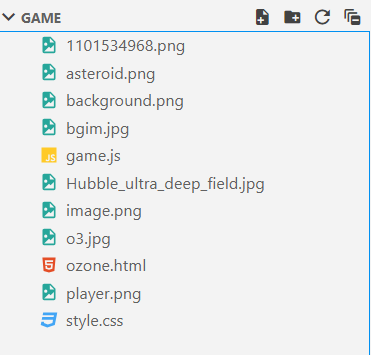 GAME
1101534968.png
asteroid.png
background.png
bgim.jpg
JS game.js
Hubble_ultra_deep_field.jpg
image.png
o3.jpg
ozone.html
player.png
style.css